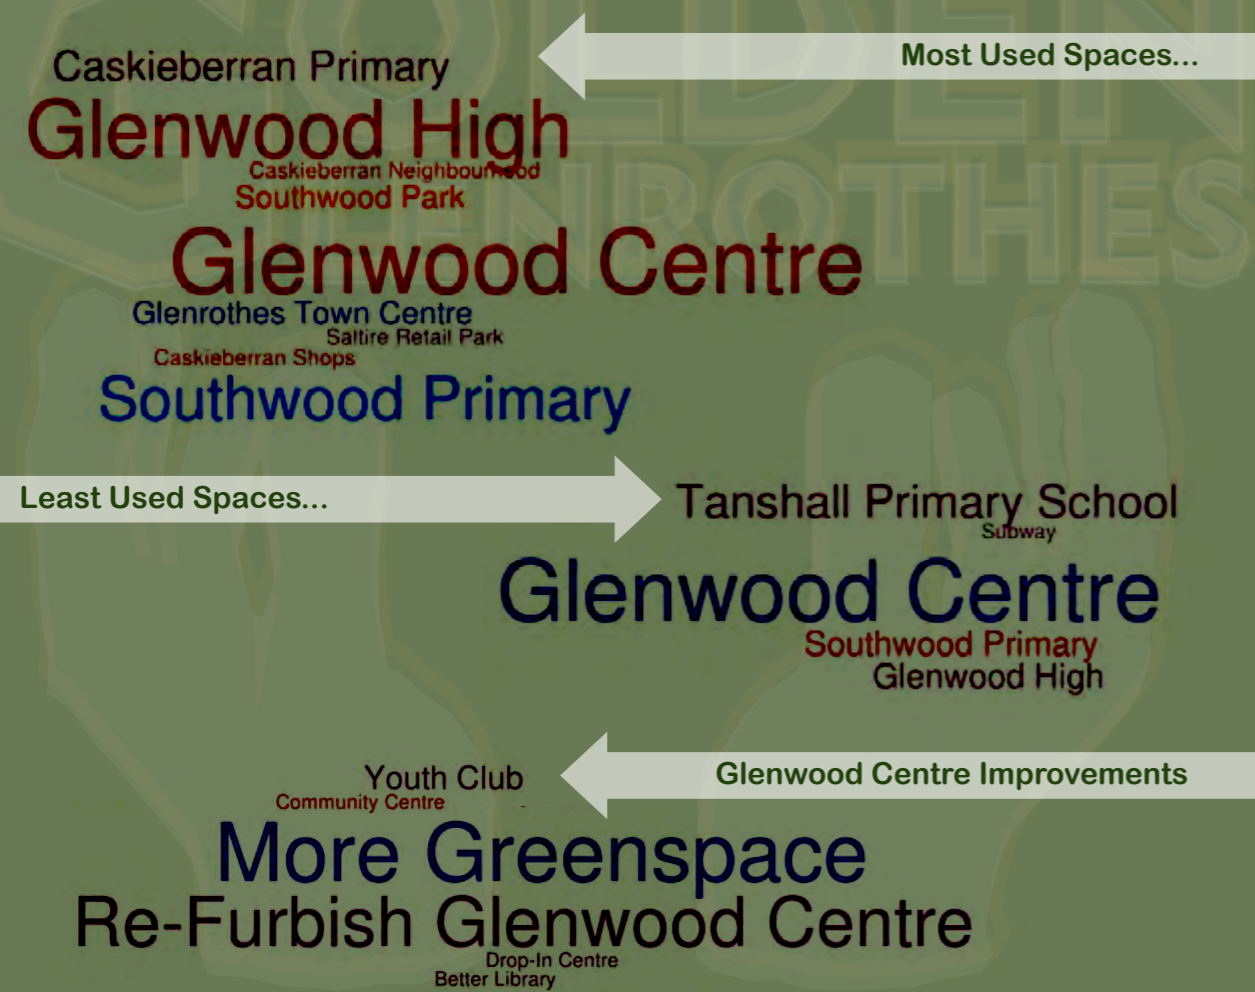 GOLDEN
GLENROTHES
Most Used Spaces...
Caskieberran Primary
Glenwood High
Caskieberran Neighbourhood
Southwood Park
Glenwood Centre
Glenrothes Town Centre
Saltire Retail Park
Caskieberran Shops
Southwood Primary
Least Used Spaces...
Tanshall Primary School
Subway
Glenwood Centre
Southwood Primary
Glenwood High
Glenwood Centre Improvements
Youth Club
Community Centre
More Greenspace
Re-Furbish Glenwood Centre
Drop-In Centre
Better Library